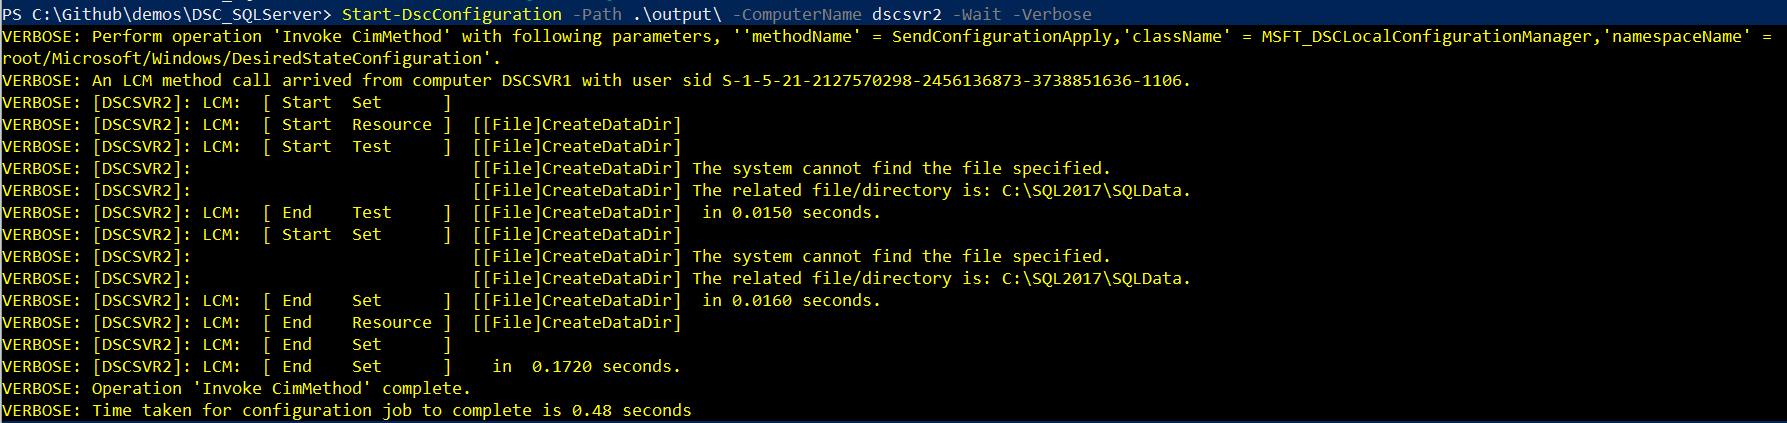 PS C:\Github\demos\DSC_SQLServer> Start-DscConfiguration -Path .\output\ -ComputerName dscsvr2 -Wait -Verbose
VERBOSE: Perform operation 'Invoke CimMethod' with following parameters, ''methodName' = SendConfigurationApply,'className' = MSFT_DSCLocalConfigurationManager,'namespaceName' =
root/Microsoft/Windows/DesiredStateConfiguration'.
VERBOSE: An LCM method call arrived from computer DSCSVR1 with user sid S-1-5-21-2127570298-2456136873-3738851636-1106.
VERBOSE: [DSCSVR2]: LCM:  [ Start  Set      ]
VERBOSE: [DSCSVR2]: LCM:  [ Start  Resource ]  [[File]CreateDataDir]
VERBOSE: [DSCSVR2]: LCM:  [ Start  Test     ]  [[File]CreateDataDir]
VERBOSE: [DSCSVR2]:                            [[File]CreateDataDir] The system cannot find the file specified.
VERBOSE: [DSCSVR2]:                            [[File]CreateDataDir] The related file/directory is: C:\SQL2017\SQLData.
VERBOSE: [DSCSVR2]: LCM:  [ End    Test     ]  [[File]CreateDataDir]  in 0.0150 seconds.
VERBOSE: [DSCSVR2]: LCM:  [ Start  Set      ]  [[File]CreateDataDir]
VERBOSE: [DSCSVR2]:                            [[File]CreateDataDir] The system cannot find the file specified.
VERBOSE: [DSCSVR2]:                            [[File]CreateDataDir] The related file/directory is: C:\SQL2017\SQLData.
VERBOSE: [DSCSVR2]: LCM:  [ End    Set      ]  [[File]CreateDataDir]  in 0.0160 seconds.
VERBOSE: [DSCSVR2]: LCM:  [ End    Resource ]  [[File]CreateDataDir]
VERBOSE: [DSCSVR2]: LCM:  [ End    Set      ]
VERBOSE: [DSCSVR2]: LCM:  [ End    Set      ]    in  0.1720 seconds.
VERBOSE: Operation 'Invoke CimMethod' complete.
VERBOSE: Time taken for configuration job to complete is 0.48 seconds